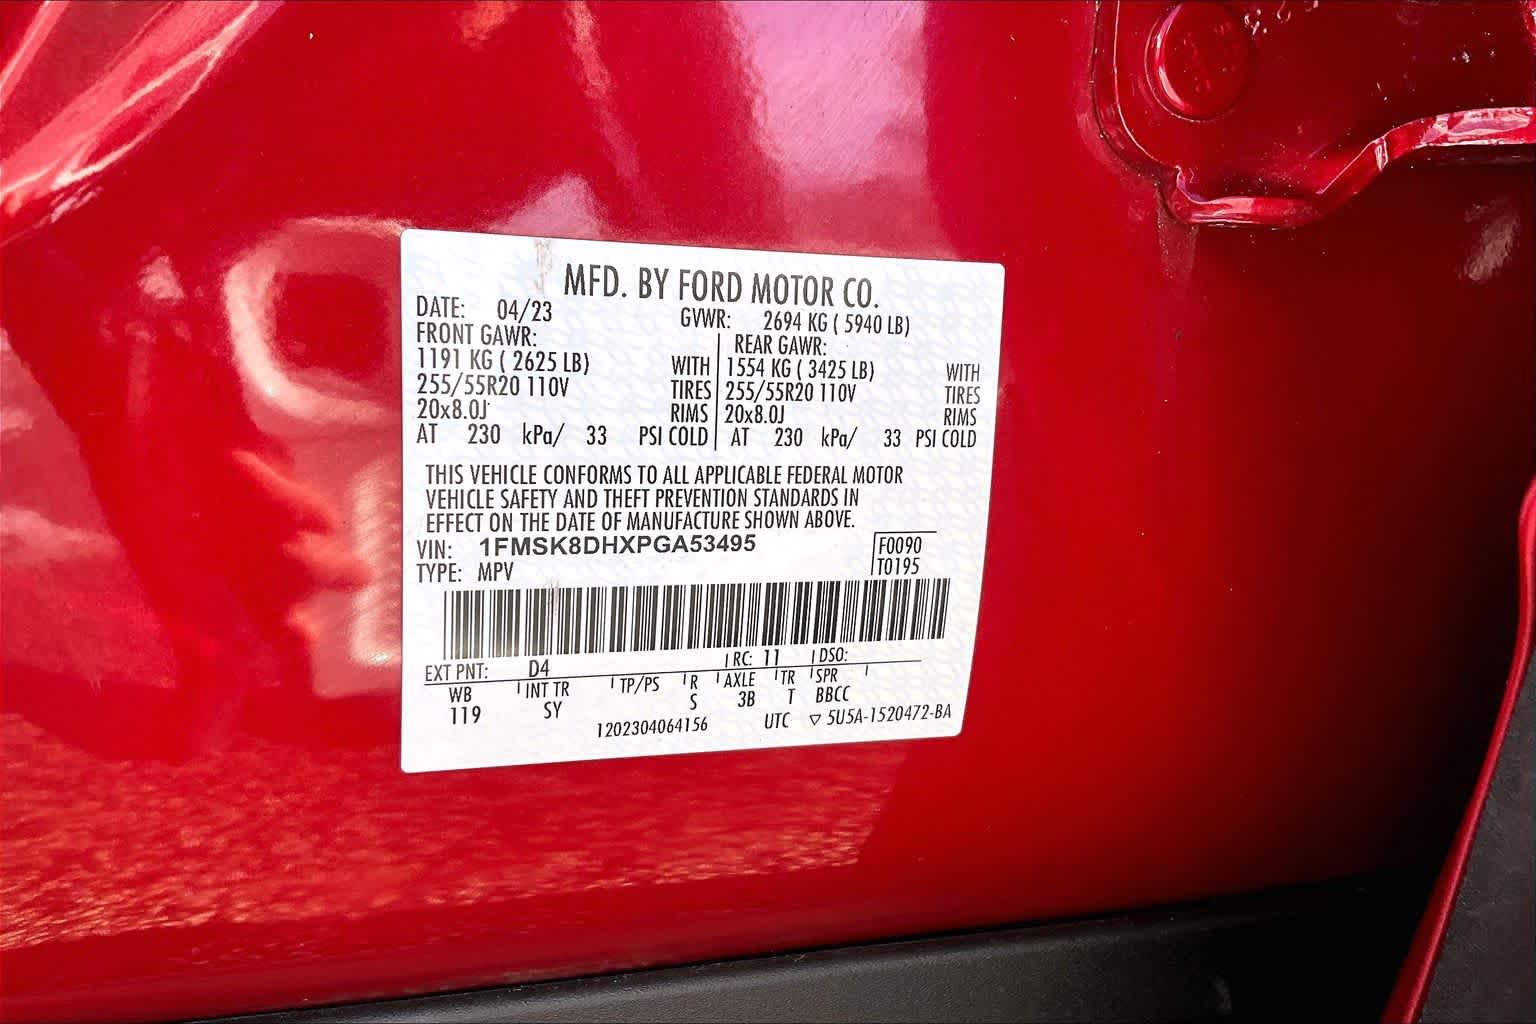 MFD. BY FORD MOTOR CO.
DATE: 04/23 GVWR: 2694 KG ( 5940 LB)
FRONT GAWR: REAR GAWR:
1191 KG ( 2625 LB) WITH 1554 KG ( 3425 LB) WITH
255/55R20 110V TIRES 255/55R20 110V TIRES
20x8.0J RIMS 20x8.0J RIMS
AT 230 kPa/ 33 PSI COLD AT 230 kPa/ 33 PSI COLD
THIS VEHICLE CONFORMS TO ALL APPLICABLE FEDERAL MOTOR
VEHICLE SAFETY AND THEFT PREVENTION STANDARDS IN
EFFECT ON THE DATE OF MANUFACTURE SHOWN ABOVE.
VIN: 1FMSK8DHXPGA53495 F0090
TYPE: MPV T0195
EXT PNT: D4 RC: 11 DSO:
WB INT TR TP/PS R AXLE TR SPR
119 SY S 3B T BBCC
1202304064156 UTC ▽ 5U5A-1520472-BA